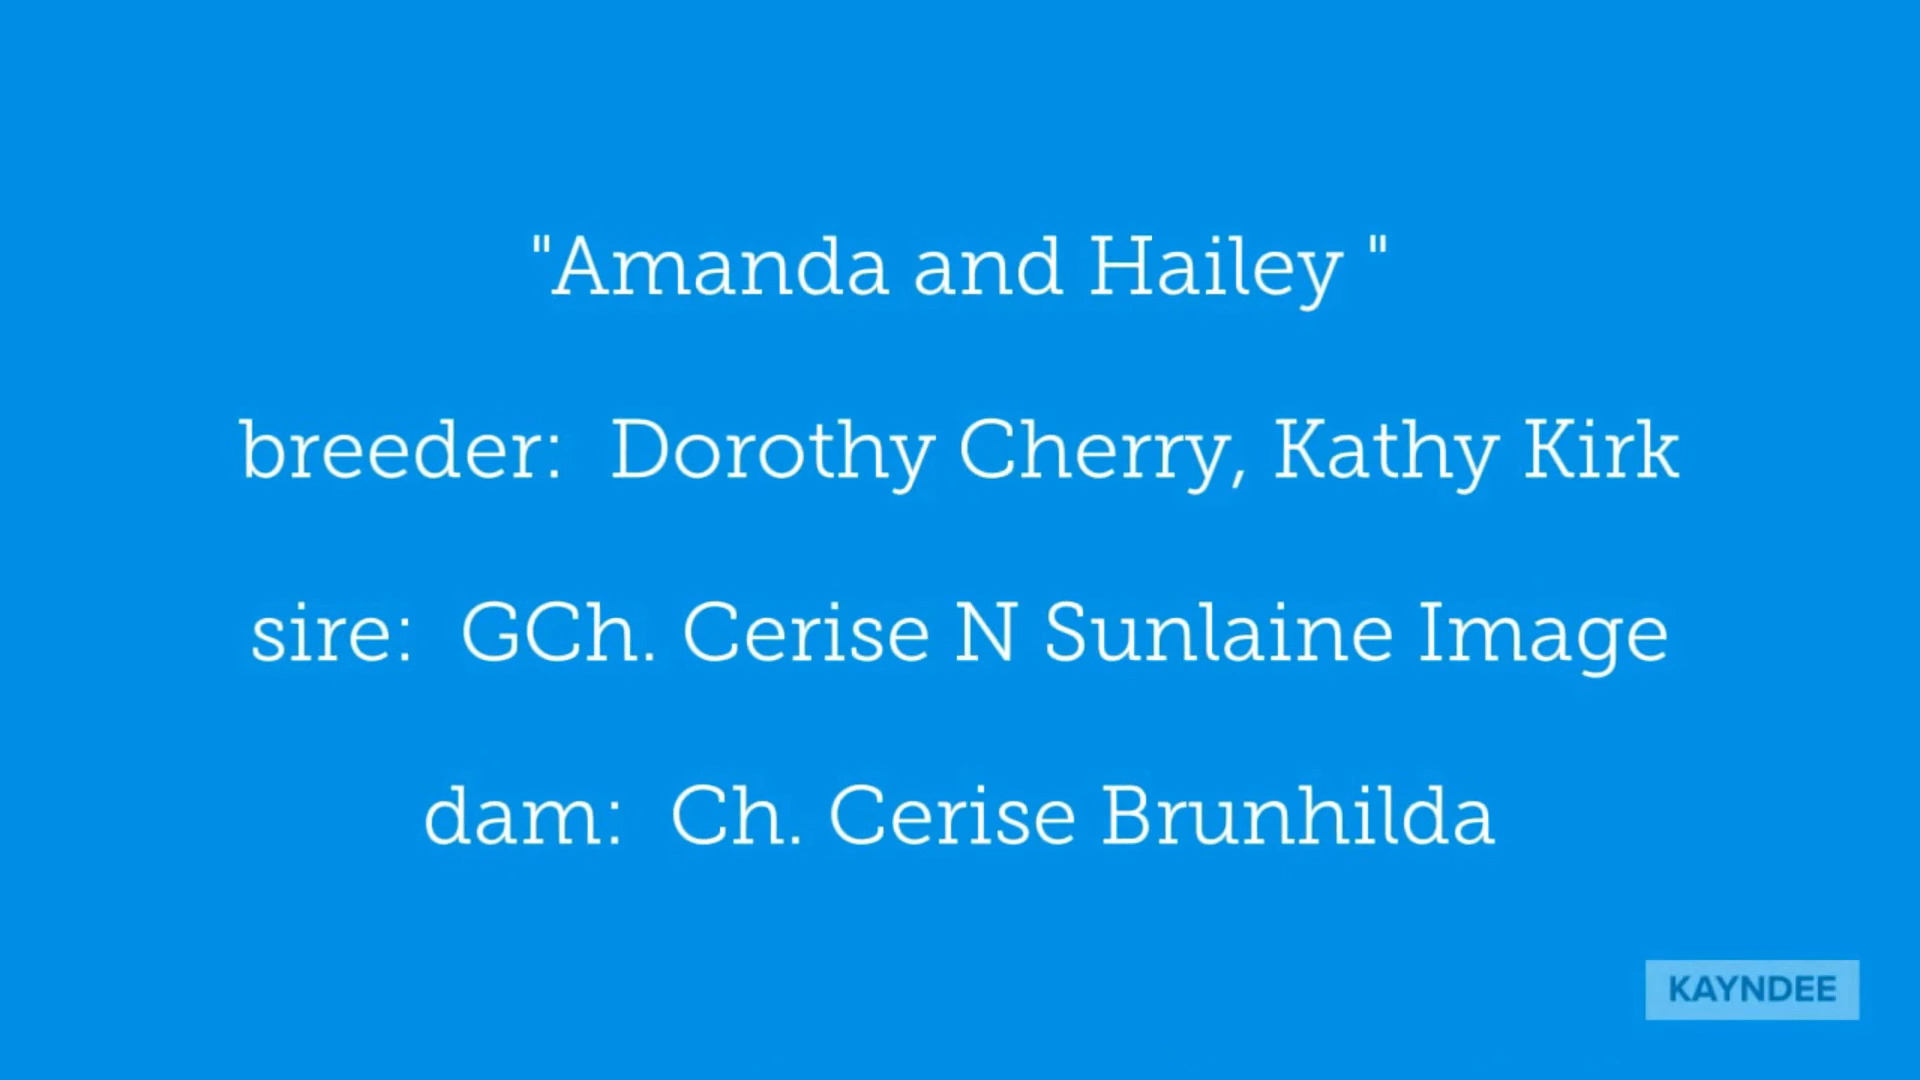 "Amanda and Hailey "
breeder:  Dorothy Cherry, Kathy Kirk
sire:  GCh. Cerise N Sunlaine Image
dam:  Ch. Cerise Brunhilda
KAYNDEE